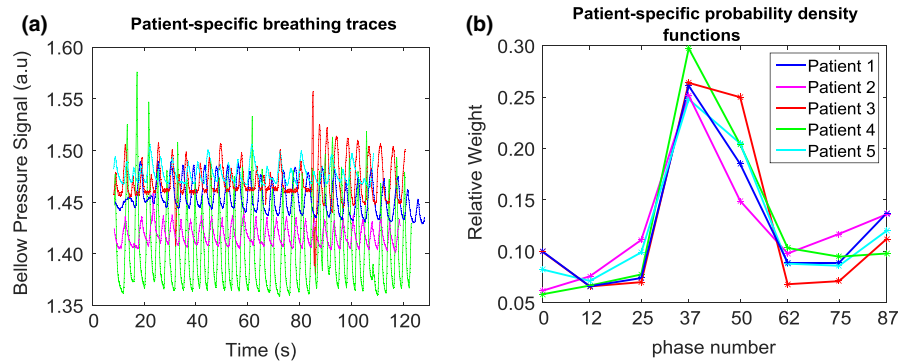 (a)
Patient-specific breathing traces
Bellow Pressure Signal (a.u)
1.60
1.55
1.50
1.45
1.40
1.35
0 20 40 60 80 100 120
Time (s)
(b)
Patient-specific probability density
functions
Relative Weight
0.30
0.25
0.20
0.15
0.10
0.05
Patient 1
Patient 2
Patient 3
Patient 4
Patient 5
0 12 25 37 50 62 75 87
phase number